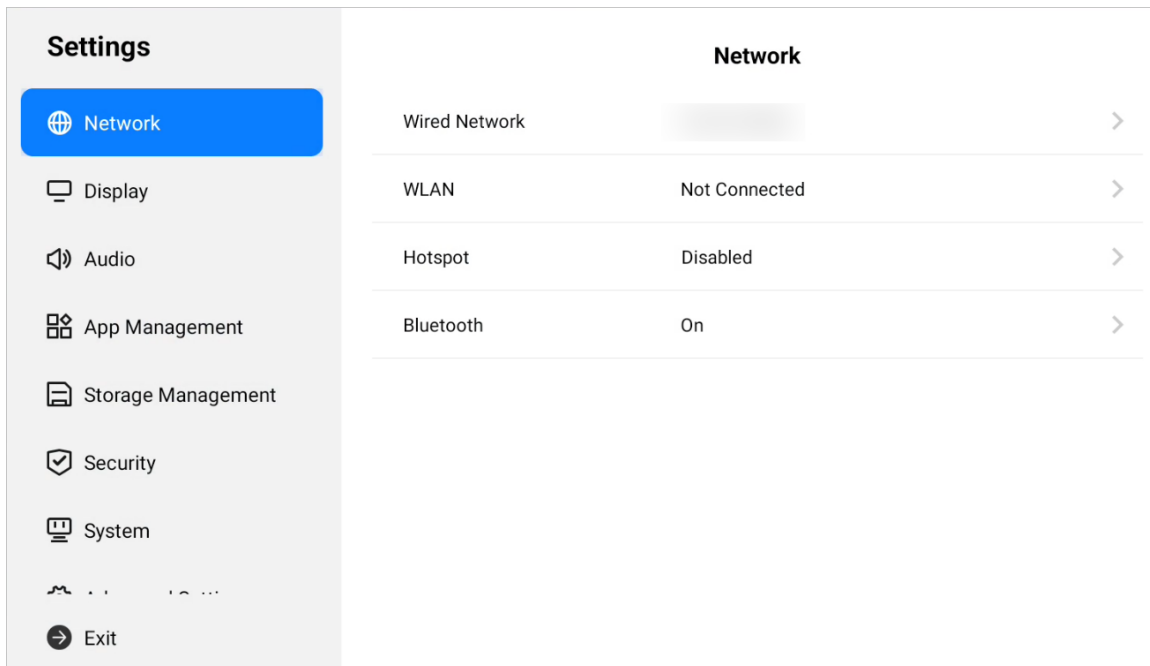 Settings
Network
Display
Audio
App Management
Storage Management
Security
System
Exit
Network
Wired Network
WLAN Not Connected
Hotspot Disabled
Bluetooth On